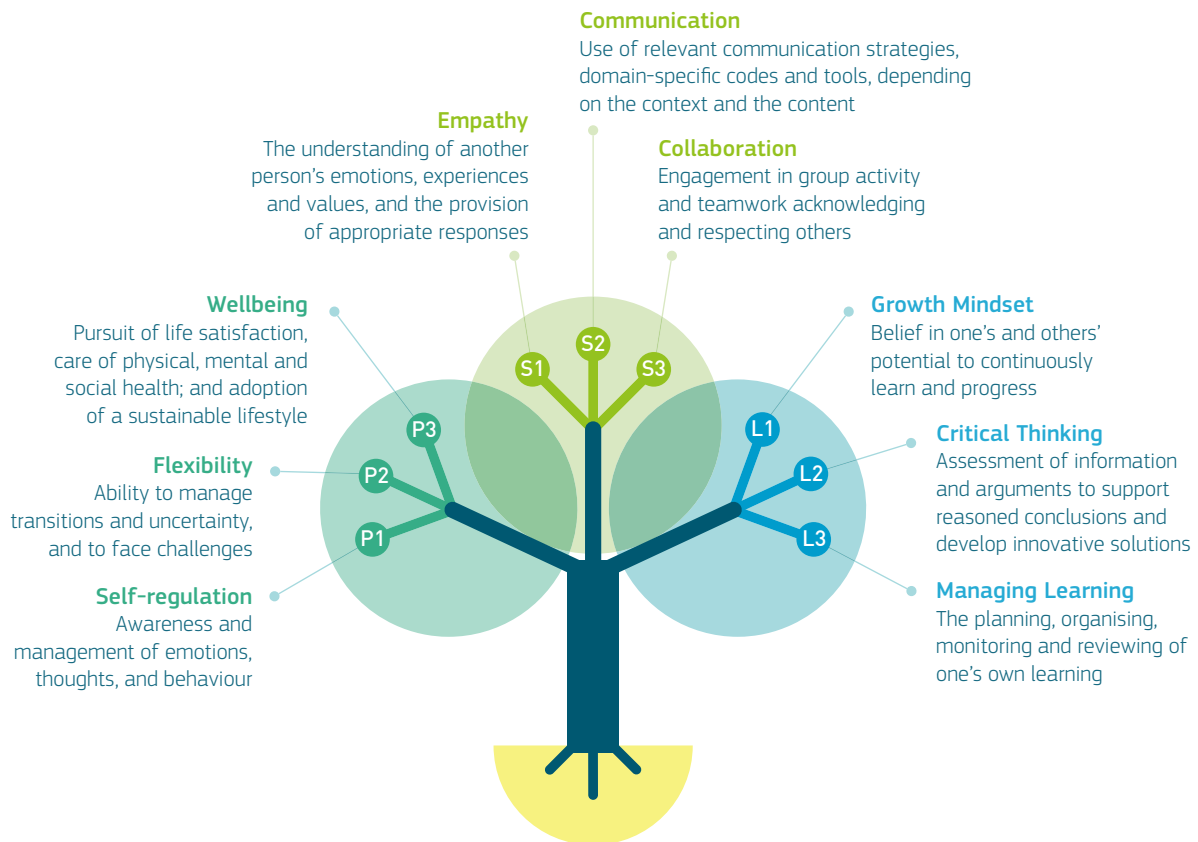 Communication
Use of relevant communication strategies,
domain-specific codes and tools, depending
on the context and the content
Empathy
The understanding of another
person's emotions, experiences
and values, and the provision
of appropriate responses
Collaboration
Engagement in group activity
and teamwork acknowledging
and respecting others
Wellbeing
Pursuit of life satisfaction,
care of physical, mental and
social health; and adoption
of a sustainable lifestyle
Flexibility
Ability to manage
transitions and uncertainty,
and to face challenges
Self-regulation
Awareness and
management of emotions,
thoughts, and behaviour
S1
S2
S3
P3
P2
P1
L1
L2
L3
Growth Mindset
Belief in one's and others'
potential to continuously
learn and progress
Critical Thinking
Assessment of information
and arguments to support
reasoned conclusions and
develop innovative solutions
Managing Learning
The planning, organising,
monitoring and reviewing of
one's own learning